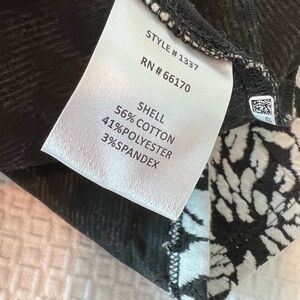 STYLE # 1337
RN # 66170
SHELL
56% COTTON
41%POLYESTER
3%SPANDEX